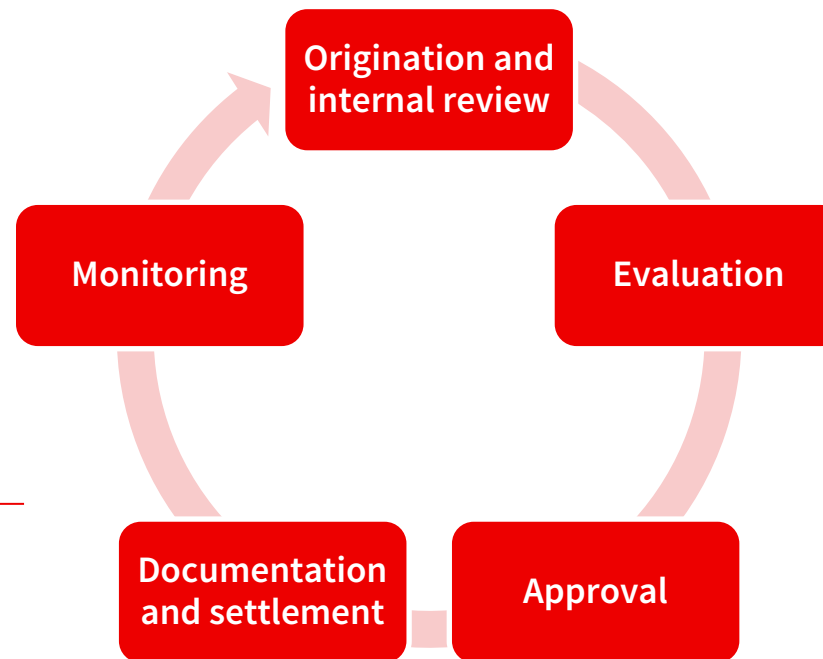 Origination and
internal review
Evaluation
Approval
Documentation
and settlement
Monitoring